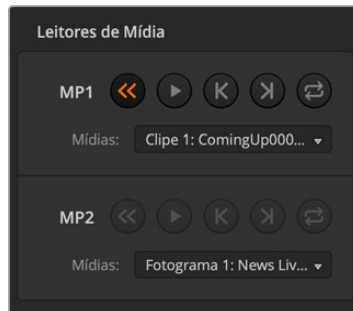 Leitores de Mídia
MP1
Mídias: Clipe 1: ComingUp000...
MP2
Mídias: Fotograma 1: News Liv...